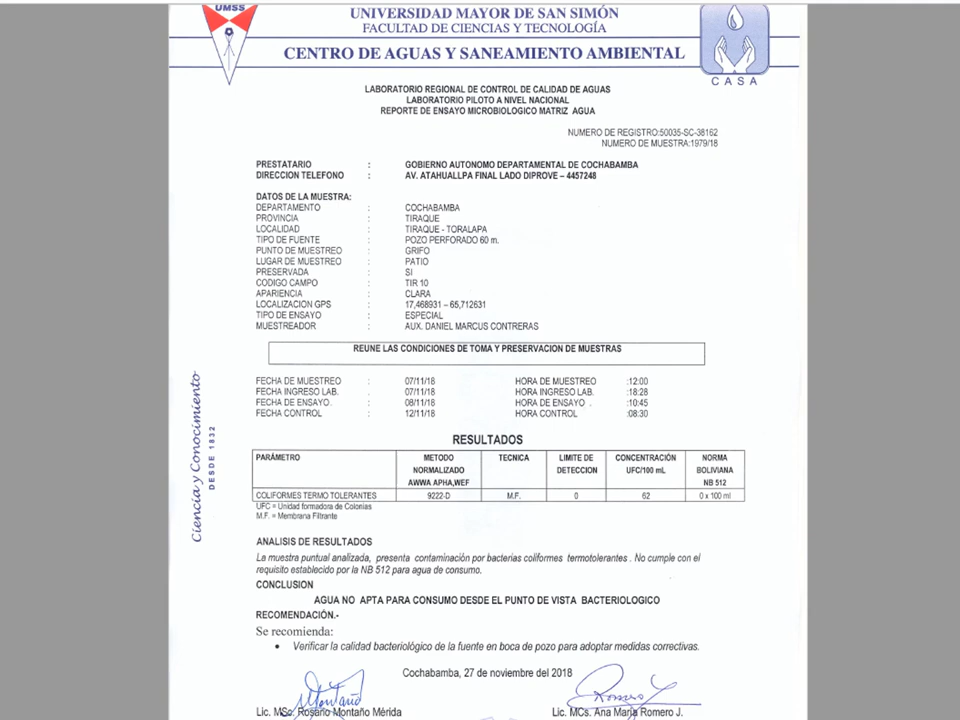 UMSS
UNIVERSIDAD MAYOR DE SAN SIMÓN
FACULTAD DE CIENCIAS Y TECNOLOGÍA
CENTRO DE AGUAS Y SANEAMIENTO AMBIENTAL
C A S A
LABORATORIO REGIONAL DE CONTROL DE CALIDAD DE AGUAS
LABORATORIO PILOTO A NIVEL NACIONAL
REPORTE DE ENSAYO MICROBIOLOGICO MATRIZ AGUA
NUMERO DE REGISTRO:50035-SC-38162
NUMERO DE MUESTRA:1979/18
PRESTATARIO : GOBIERNO AUTONOMO DEPARTAMENTAL DE COCHABAMBA
DIRECCION TELEFONO : AV. ATAHUALLPA FINAL LADO DIPROVE – 4457248
DATOS DE LA MUESTRA:
DEPARTAMENTO : COCHABAMBA
PROVINCIA : TIRAQUE
LOCALIDAD : TIRAQUE - TORALAPA
TIPO DE FUENTE : POZO PERFORADO 60 m.
PUNTO DE MUESTREO : GRIFO
LUGAR DE MUESTREO : PATIO
PRESERVADA : SI
CODIGO CAMPO : TIR 10
APARIENCIA : CLARA
LOCALIZACION GPS : 17,468931 – 65,712631
TIPO DE ENSAYO : ESPECIAL
MUESTREADOR : AUX. DANIEL MARCUS CONTRERAS
REUNE LAS CONDICIONES DE TOMA Y PRESERVACION DE MUESTRAS
FECHA DE MUESTREO : 07/11/18 HORA DE MUESTREO :12:00
FECHA INGRESO LAB. : 07/11/18 HORA INGRESO LAB. :18:28
FECHA DE ENSAYO. : 08/11/18 HORA DE ENSAYO . :10:45
FECHA CONTROL : 12/11/18 HORA CONTROL :08:30
Ciencia y Conocimiento
DESDE 1832
RESULTADOS
PARÁMETRO METODO NORMALIZADO AWWA APHA,WEF TECNICA LIMITE DE DETECCION CONCENTRACIÓN UFC/100 mL NORMA BOLIVIANA NB 512
COLIFORMES TERMO TOLERANTES 9222-D M.F. 0 62 0 x 100 ml
UFC = Unidad formadora de Colonias
M.F. = Membrana Filtrante
ANALISIS DE RESULTADOS
La muestra puntual analizada, presenta contaminación por bacterias coliformes termotolerantes . No cumple con el
requisito establecido por la NB 512 para agua de consumo.
CONCLUSION
AGUA NO APTA PARA CONSUMO DESDE EL PUNTO DE VISTA BACTERIOLOGICO
RECOMENDACIÓN.-
Se recomienda:
• Verificar la calidad bacteriológico de la fuente en boca de pozo para adoptar medidas correctivas.
Cochabamba, 27 de noviembre del 2018
Montaño Romero
Lic. MSc. Rosario Montaño Mérida Lic. MCs. Ana María Romero J.